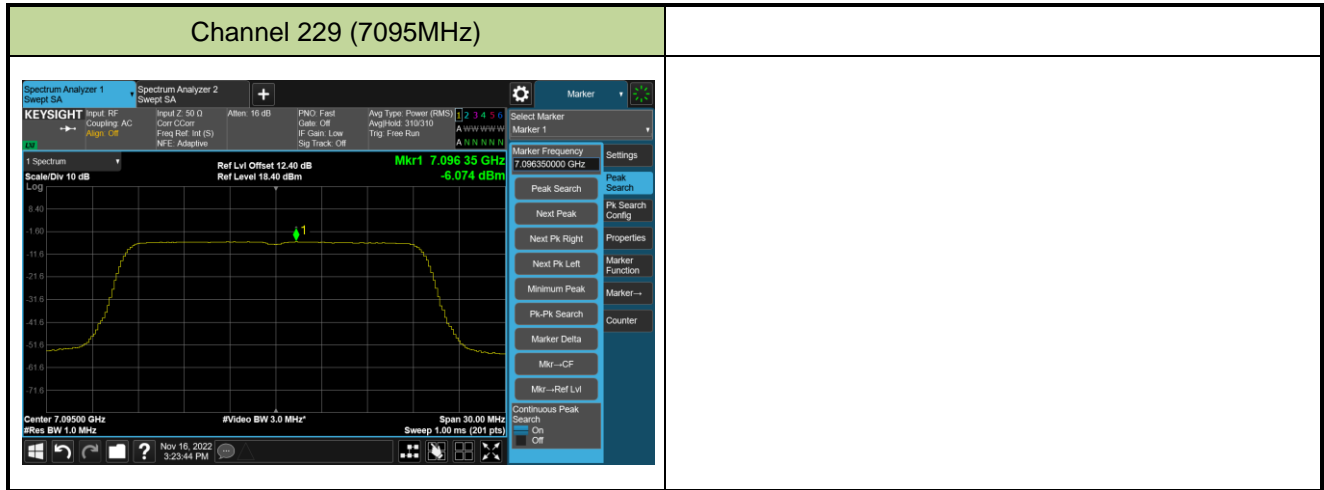 Channel 229 (7095MHz)
Spectrum Analyzer 1
Swept SA
Spectrum Analyzer 2
Swept SA
+
Marker
KEYSIGHT
Input: RF
Coupling: AC
Align: Off
Input Z: 50 Ω
Corr CCorr
Freq Ref: Int (S)
NFE: Adaptive
Atten: 16 dB
PNO: Fast
Gate: Off
IF Gain: Low
Sig Track: Off
Avg Type: Power (RMS)
Avg|Hold: 310/310
Trig: Free Run
1 2 3 4 5 6
A W W W W W
A N N N N N
Select Marker
Marker 1
1 Spectrum
Scale/Div 10 dB
Log
Ref Lvl Offset 12.40 dB
Ref Level 18.40 dBm
Mkr1 7.096 35 GHz
-6.074 dBm
8.40
-1.60
-11.6
-21.6
-31.6
-41.6
-51.6
-61.6
-71.6
1
Center 7.09500 GHz
#Res BW 1.0 MHz
#Video BW 3.0 MHz*
Span 30.00 MHz
Sweep 1.00 ms (201 pts)
Marker Frequency
7.096350000 GHz
Peak Search
Next Peak
Next Pk Right
Next Pk Left
Minimum Peak
Pk-Pk Search
Marker Delta
Mkr→CF
Mkr→Ref Lvl
Continuous Peak
Search
On
Off
Settings
Peak
Search
Pk Search
Config
Properties
Marker
Function
Marker→
Counter
?
Nov 16, 2022
3:23:44 PM